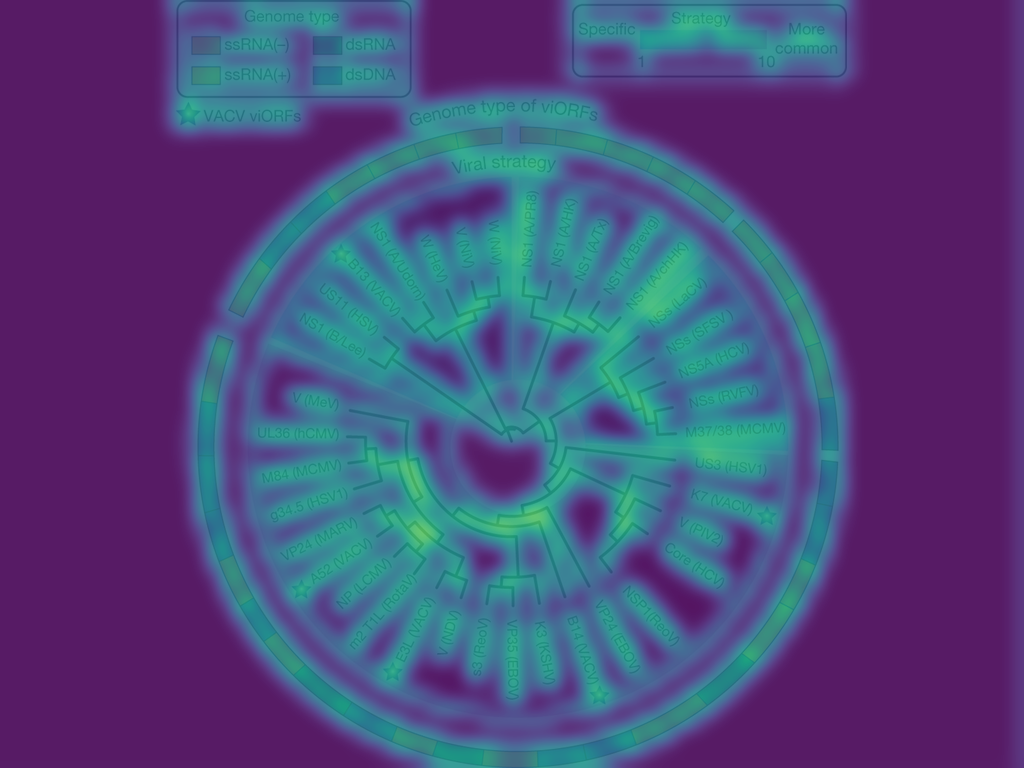 Genome type
ssRNA(–)
dsRNA
ssRNA(+)
dsDNA
VACV viORFs
Strategy
Specific
More
common
1
10
Genome type of viORFs
Viral strategy
NS1 (A/PR8)
NS1 (A/HK)
NS1 (A/Tx)
NS1 (A/Brevig)
NS1
NSs (LaCV)
NSs (SFSV)
NS5A (HCV)
NSs (RVFV)
M37/38 (MCMV)
US3 (HSV1)
K7 (VACV)
V (PIV2)
Core (HCV)
NSP1(ReoV)
VP24 (EBOV)
B14 (VACV)
K3 (KSHV)
VP35 (EBOV)
s3 (ReoV)
V (NDV)
E3L (VACV)
m2 T1L (RotaV)
NP (LCMV)
A52 (VACV)
VP24 (MARV)
g34.5 (HSV1)
M84 (MCMV)
UL36 (hCMV)
V (MeV)
NS1 (B/Lee)
US11 (HSV)
B13 (VACV)
NS1 (A/Udorn)
W (HeV)
V (NiV)
W (NiV)